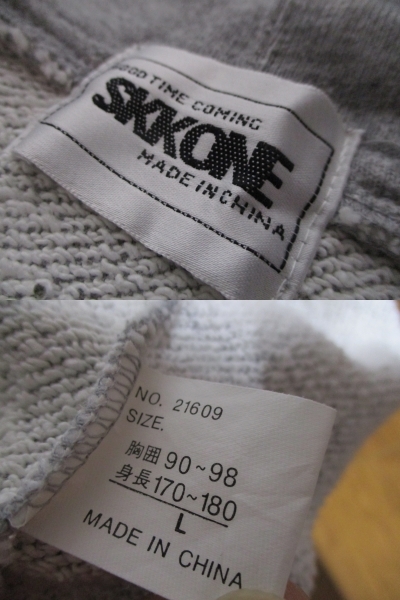 OOD TIME COMING
SKKONE
MADE IN CHINA
NO. 21609
SIZE.
胸囲 90~98
身長 170~180
L
MADE IN CHINA